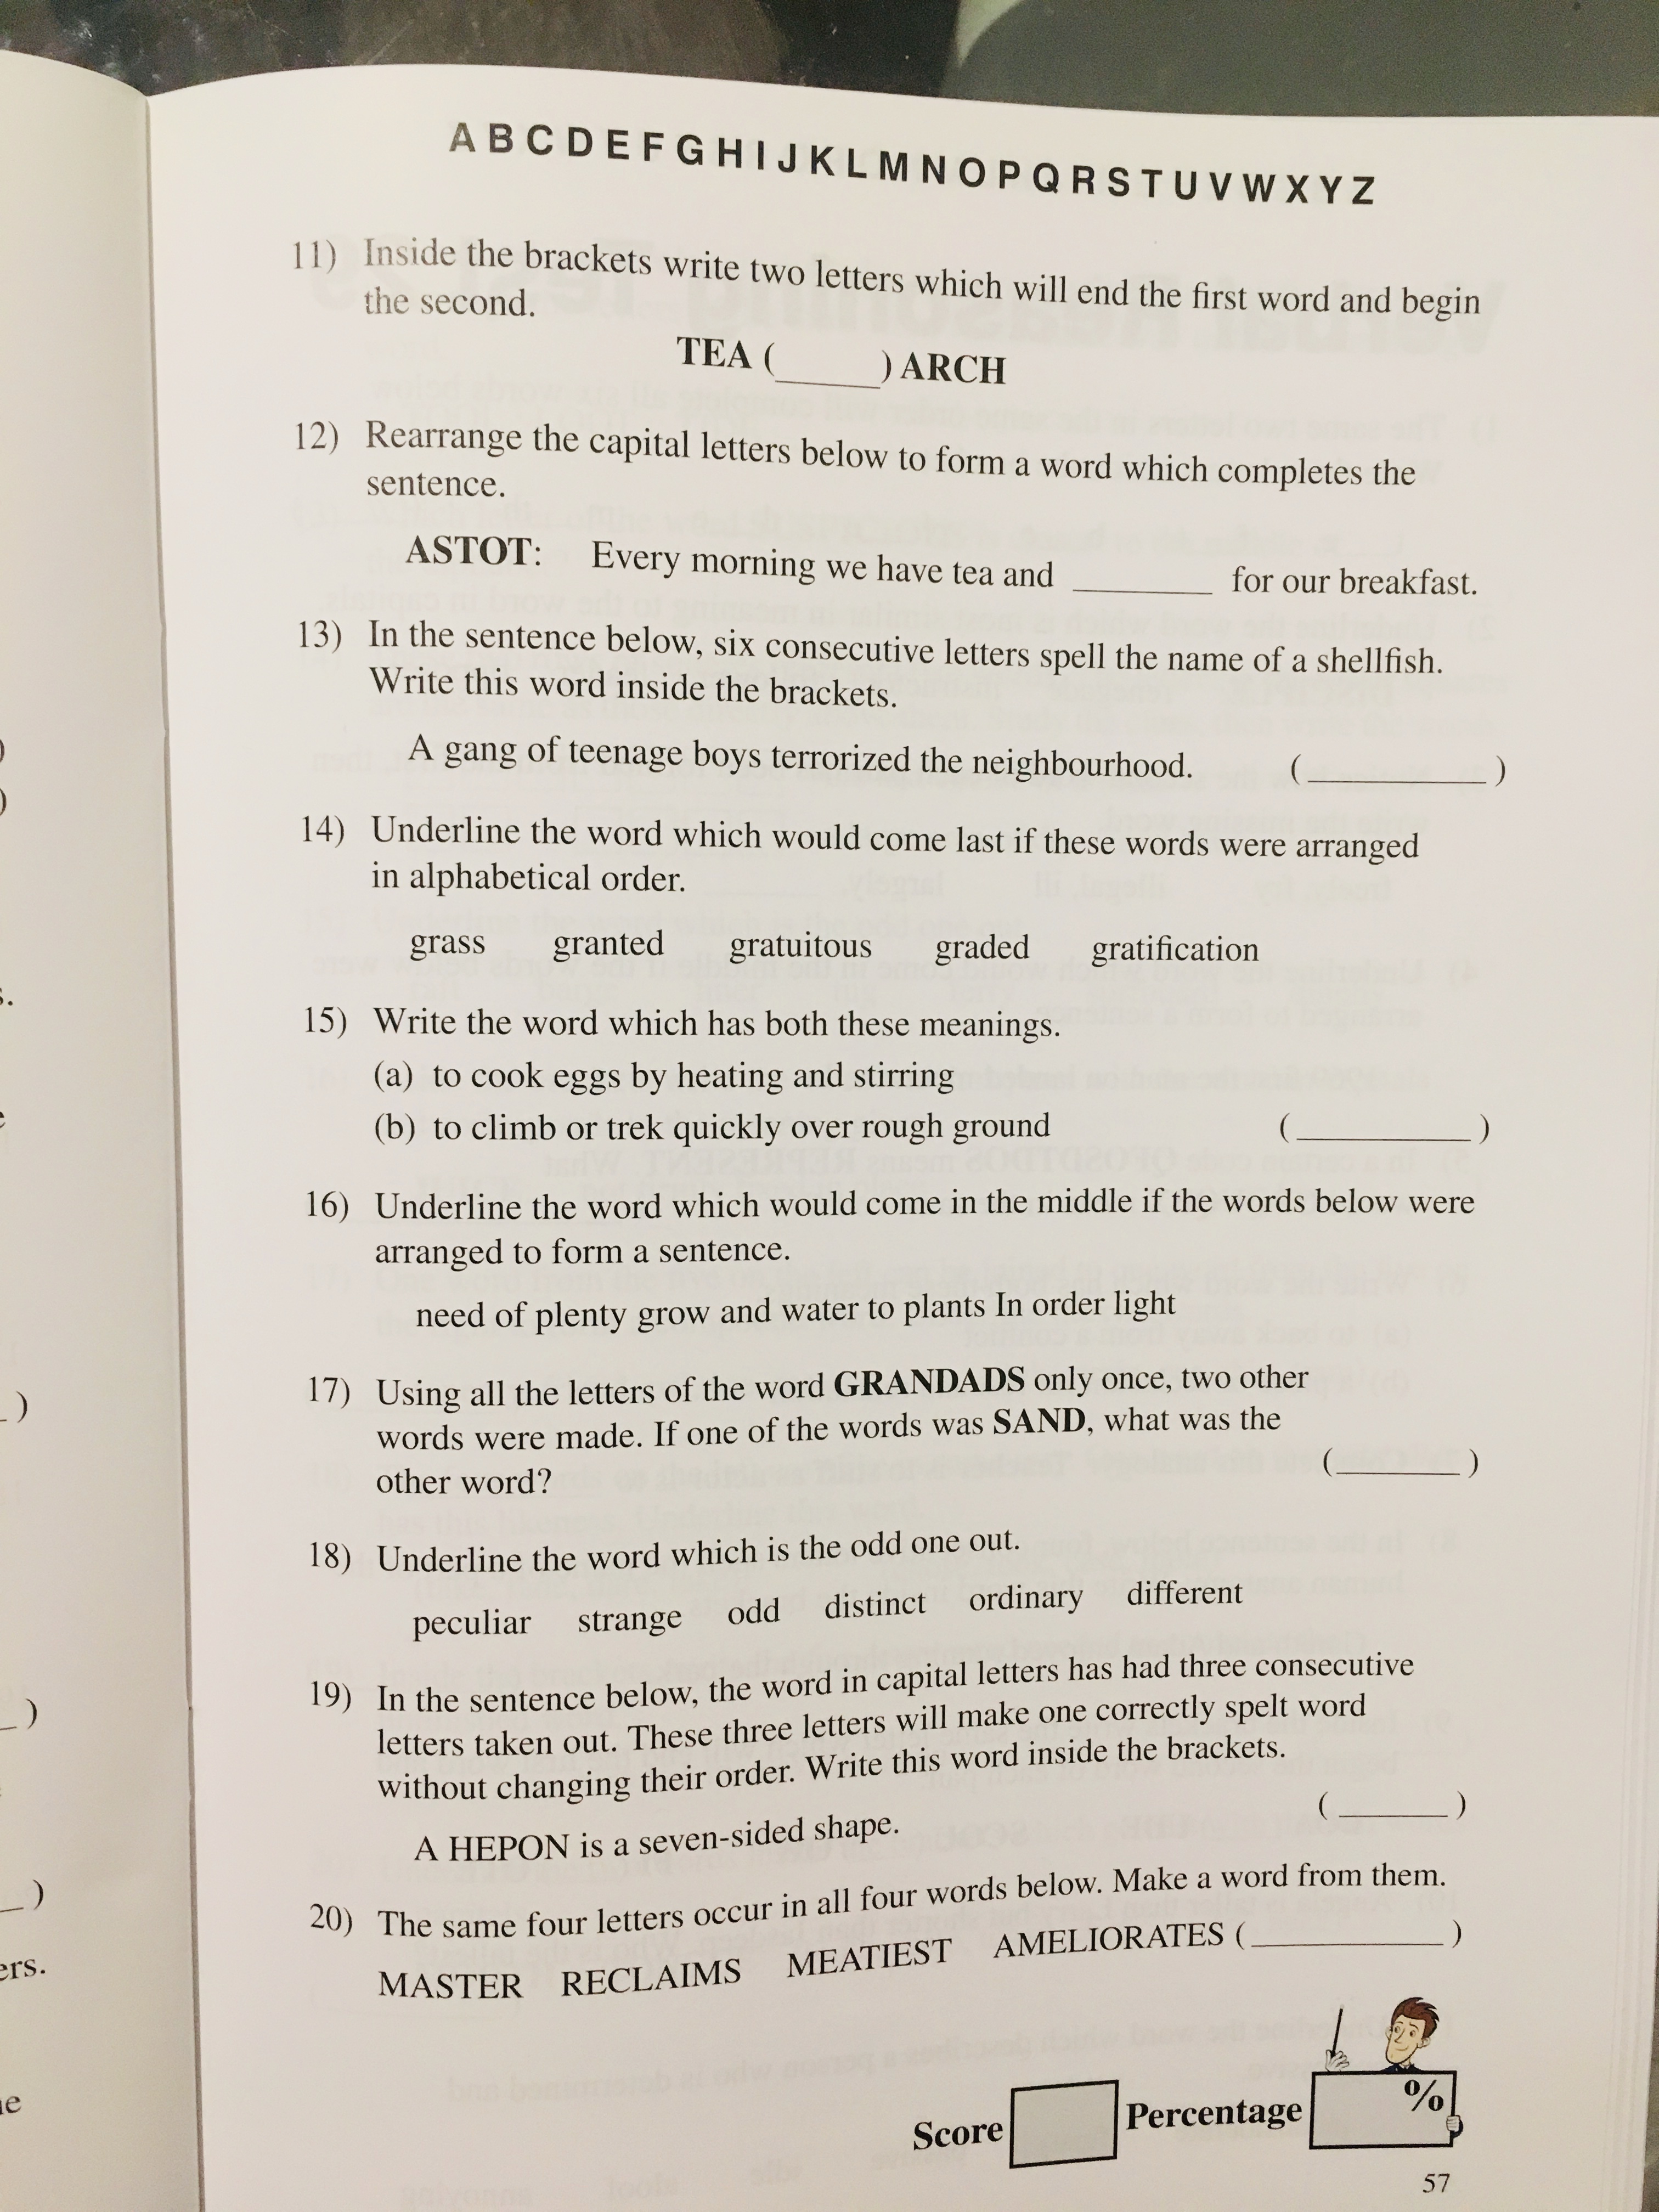 A B C D E F G H I J K L M N O P Q R S T U V W X Y Z
11) Inside the brackets write two letters which will end the first word and begin
the second.
TEA (______) ARCH
12) Rearrange the capital letters below to form a word which completes the
sentence.
ASTOT: Every morning we have tea and ________ for our breakfast.
13) In the sentence below, six consecutive letters spell the name of a shellfish.
Write this word inside the brackets.
A gang of teenage boys terrorized the neighbourhood. (__________)
14) Underline the word which would come last if these words were arranged
in alphabetical order.
grass granted gratuitous graded gratification
15) Write the word which has both these meanings.
(a) to cook eggs by heating and stirring
(b) to climb or trek quickly over rough ground (__________)
16) Underline the word which would come in the middle if the words below were
arranged to form a sentence.
need of plenty grow and water to plants In order light
17) Using all the letters of the word GRANDADS only once, two other
words were made. If one of the words was SAND, what was the
other word? (_______)
18) Underline the word which is the odd one out.
peculiar strange odd distinct ordinary different
19) In the sentence below, the word in capital letters has had three consecutive
letters taken out. These three letters will make one correctly spelt word
without changing their order. Write this word inside the brackets.
A HEPON is a seven-sided shape. (______)
20) The same four letters occur in all four words below. Make a word from them.
MASTER RECLAIMS MEATIEST AMELIORATES (___________)
Score Percentage %
57